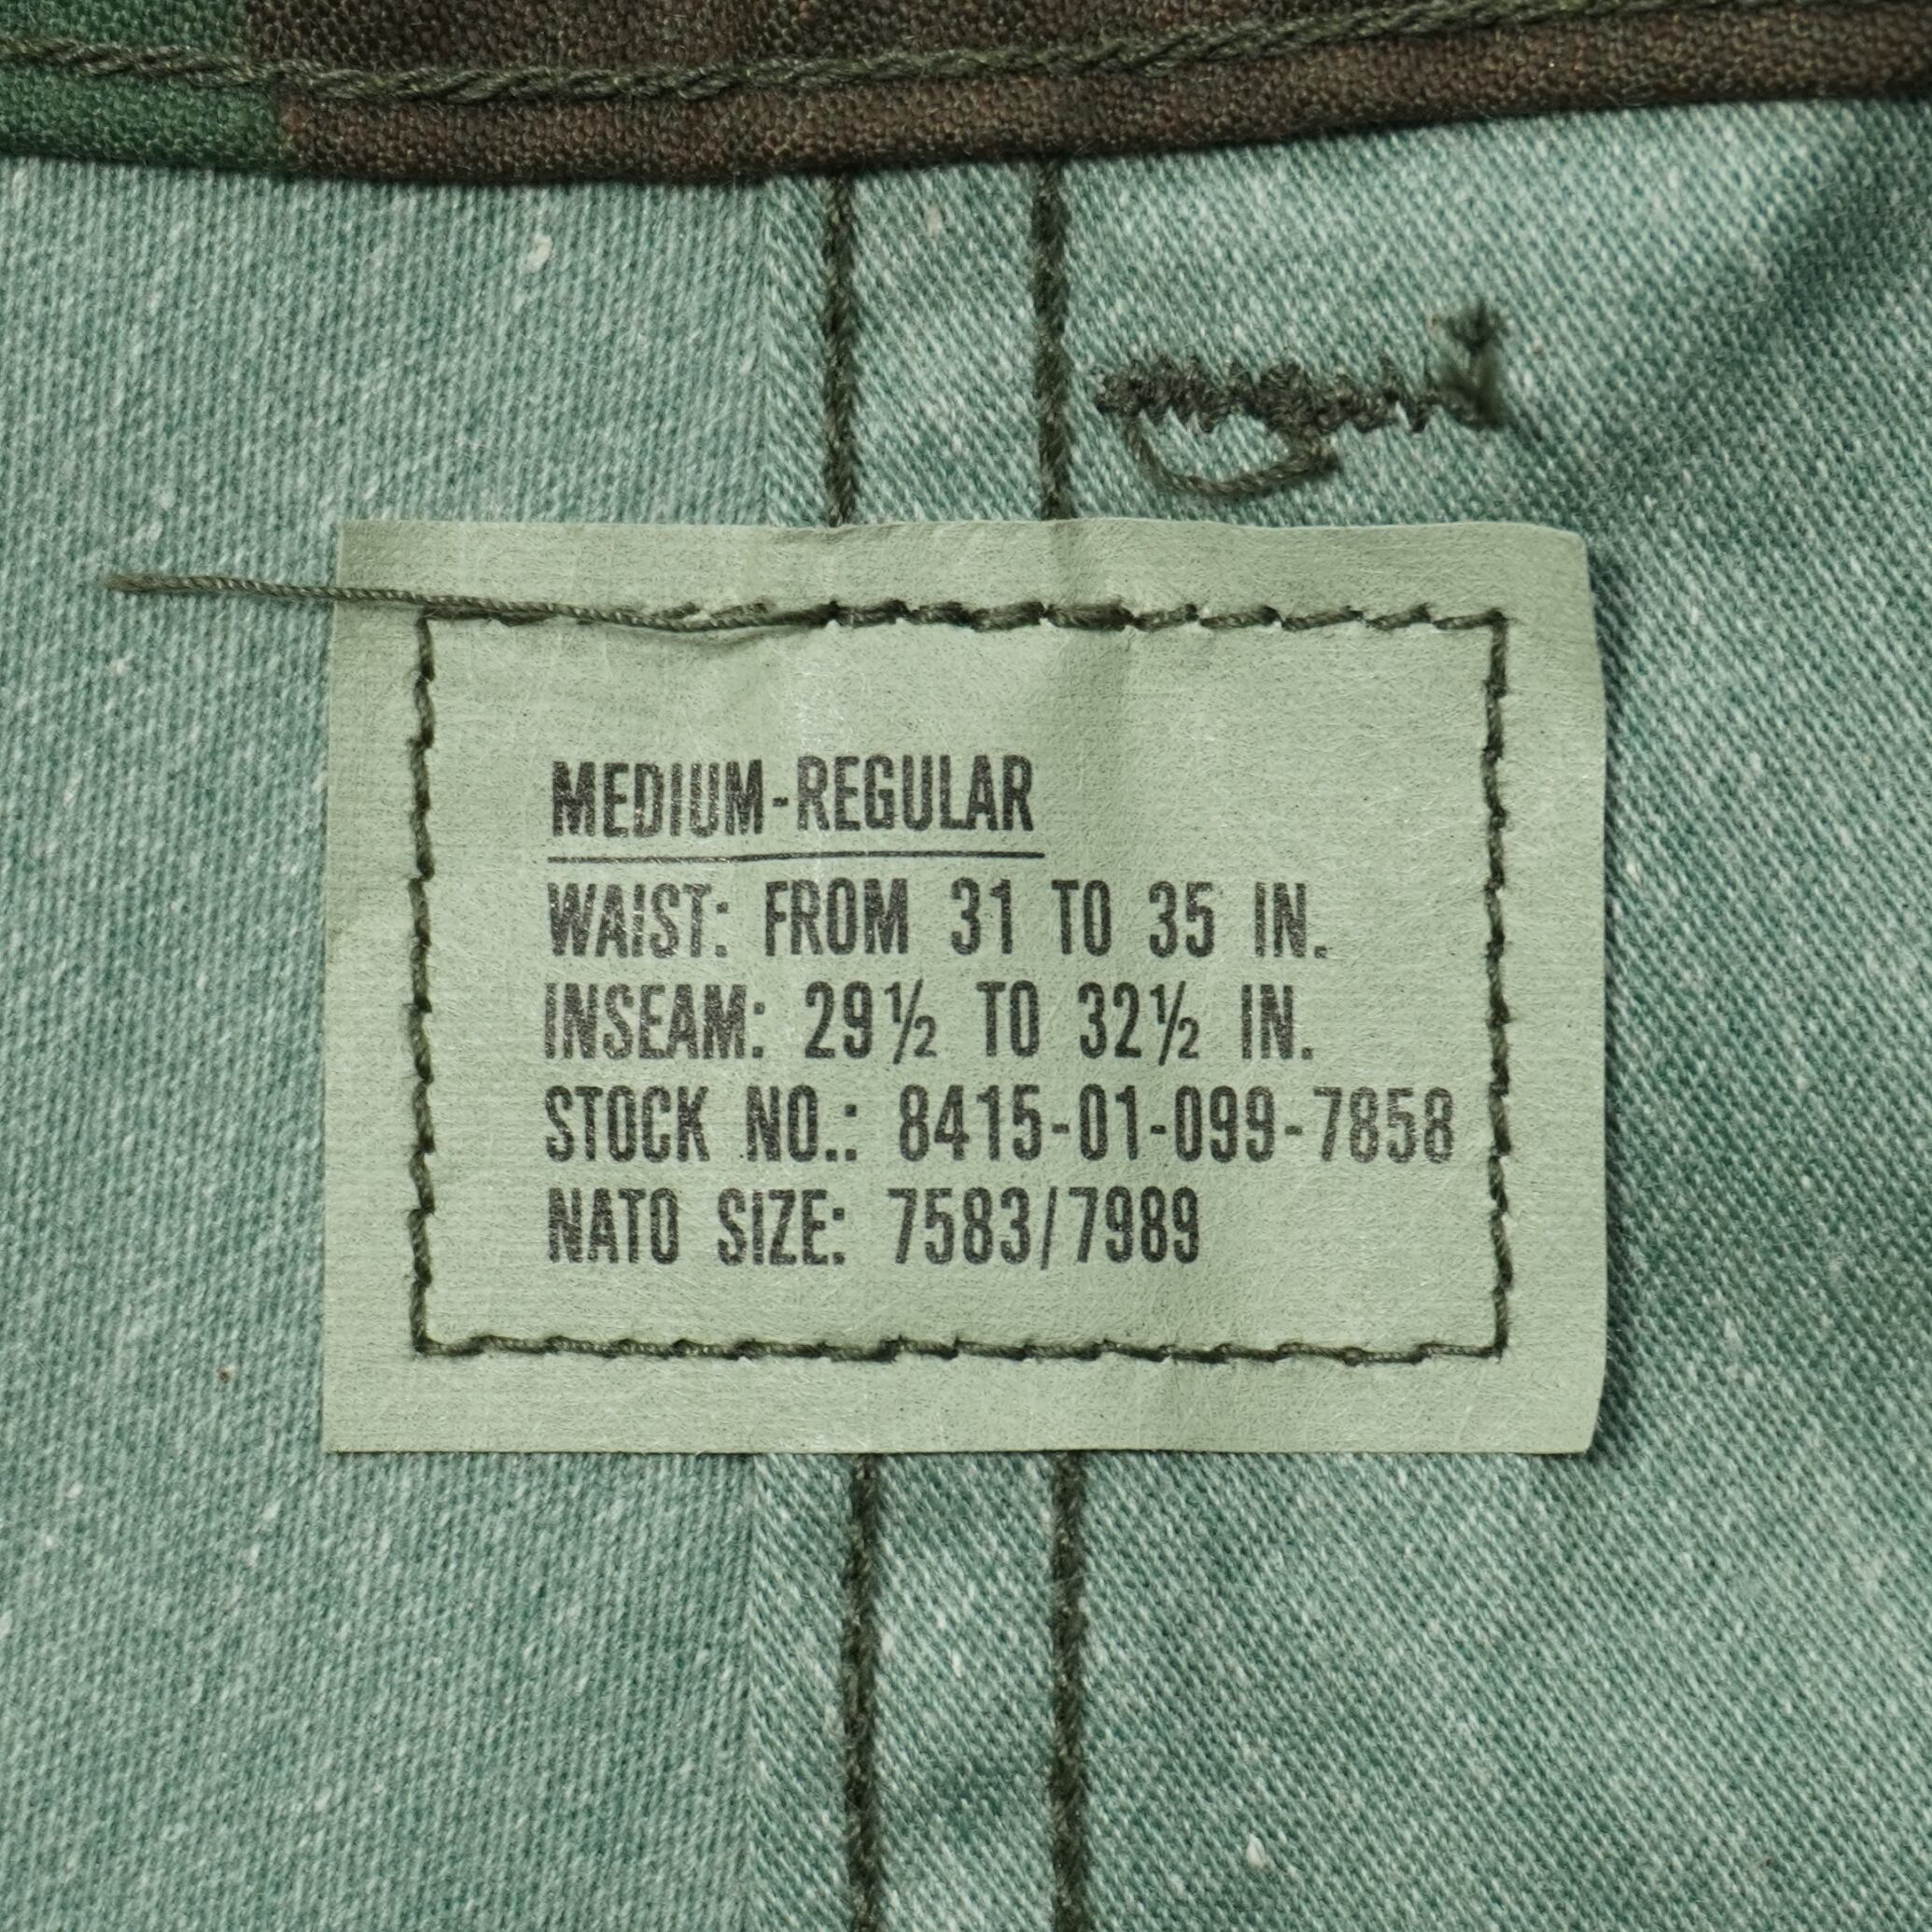 MEDIUM-REGULAR
WAIST: FROM 31 TO 35 IN.
INSEAM: 29½ TO 32½ IN.
STOCK NO.: 8415-01-099-7858
NATO SIZE: 7583/7989